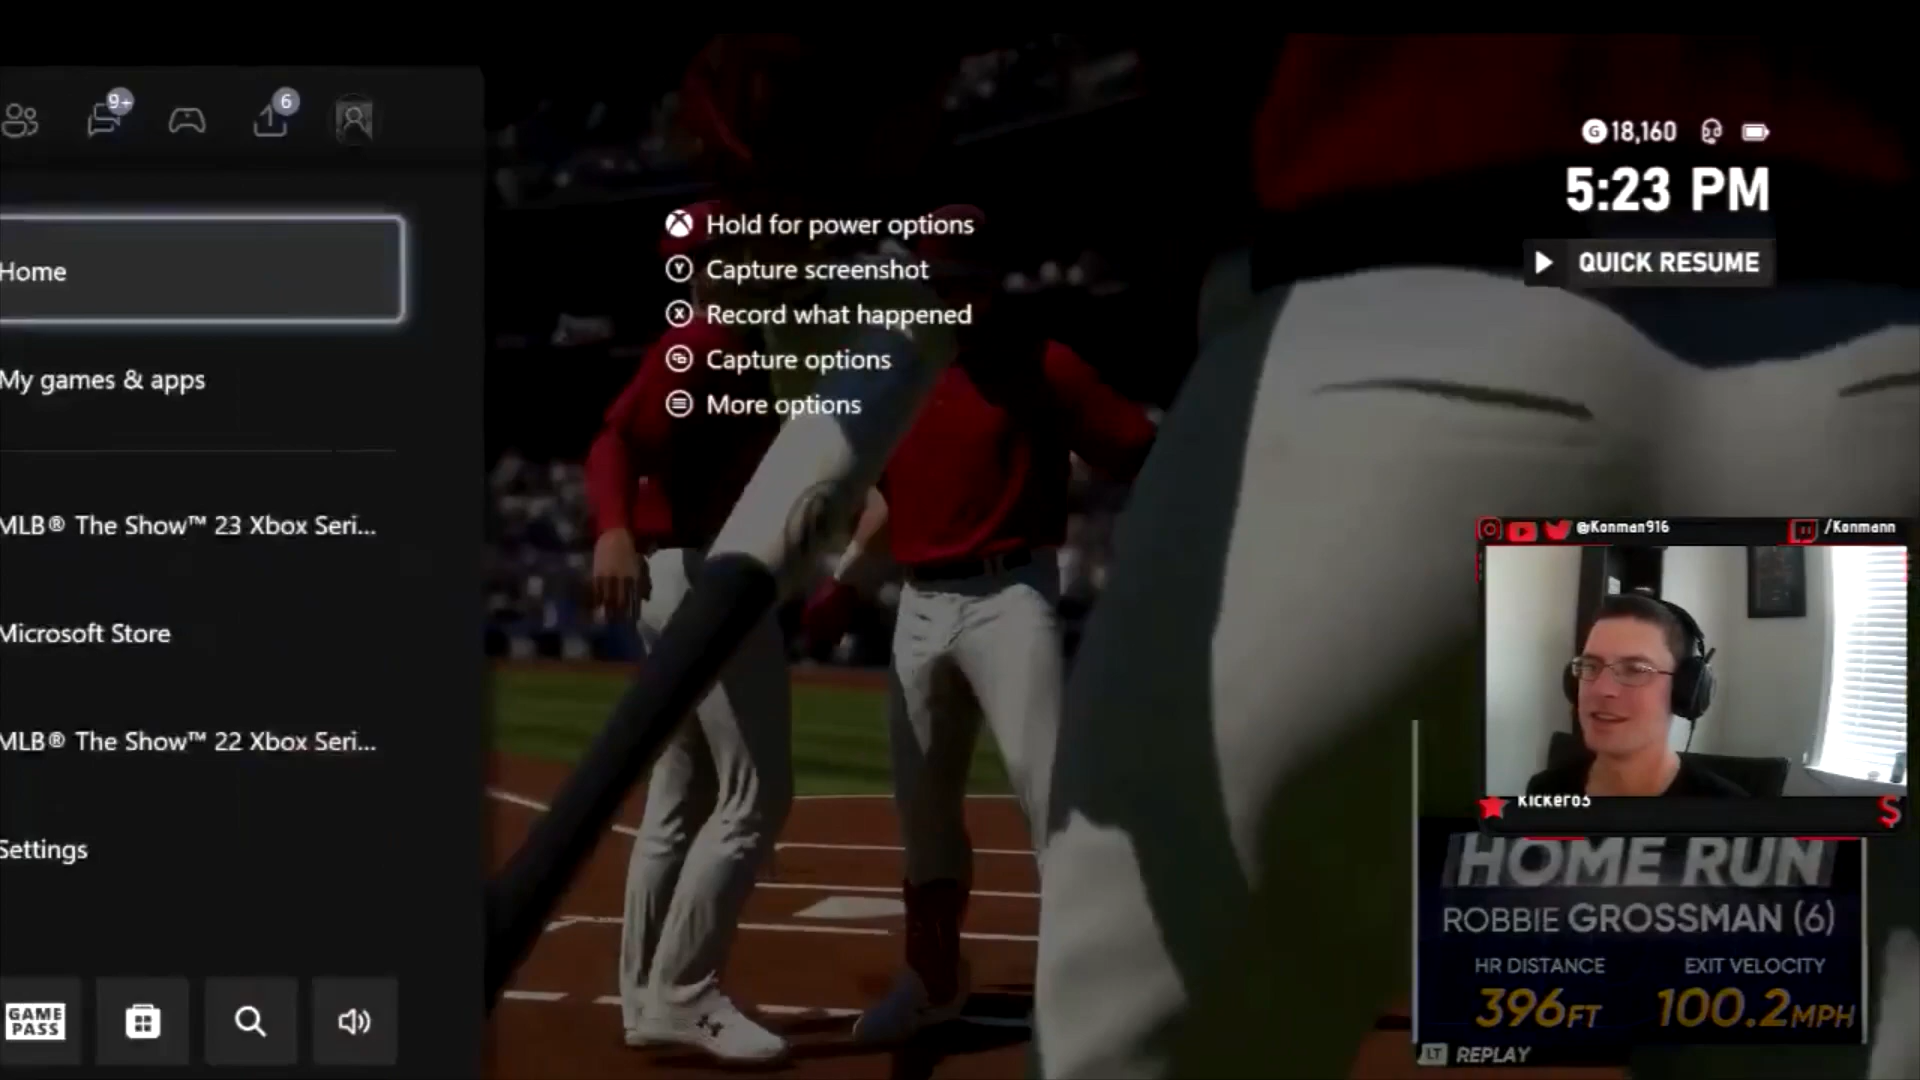 9+
6
Home
My games & apps
MLB® The Show™ 23 Xbox Seri...
Microsoft Store
MLB® The Show™ 22 Xbox Seri...
Settings
GAME
PASS
Hold for power options
Y Capture screenshot
X Record what happened
Capture options
More options
G 18,160
5:23 PM
QUICK RESUME
@Konman916
/Konmann
Kicker03
$
HOME RUN
ROBBIE GROSSMAN (6)
HR DISTANCE EXIT VELOCITY
396FT 100.2MPH
LT REPLAY